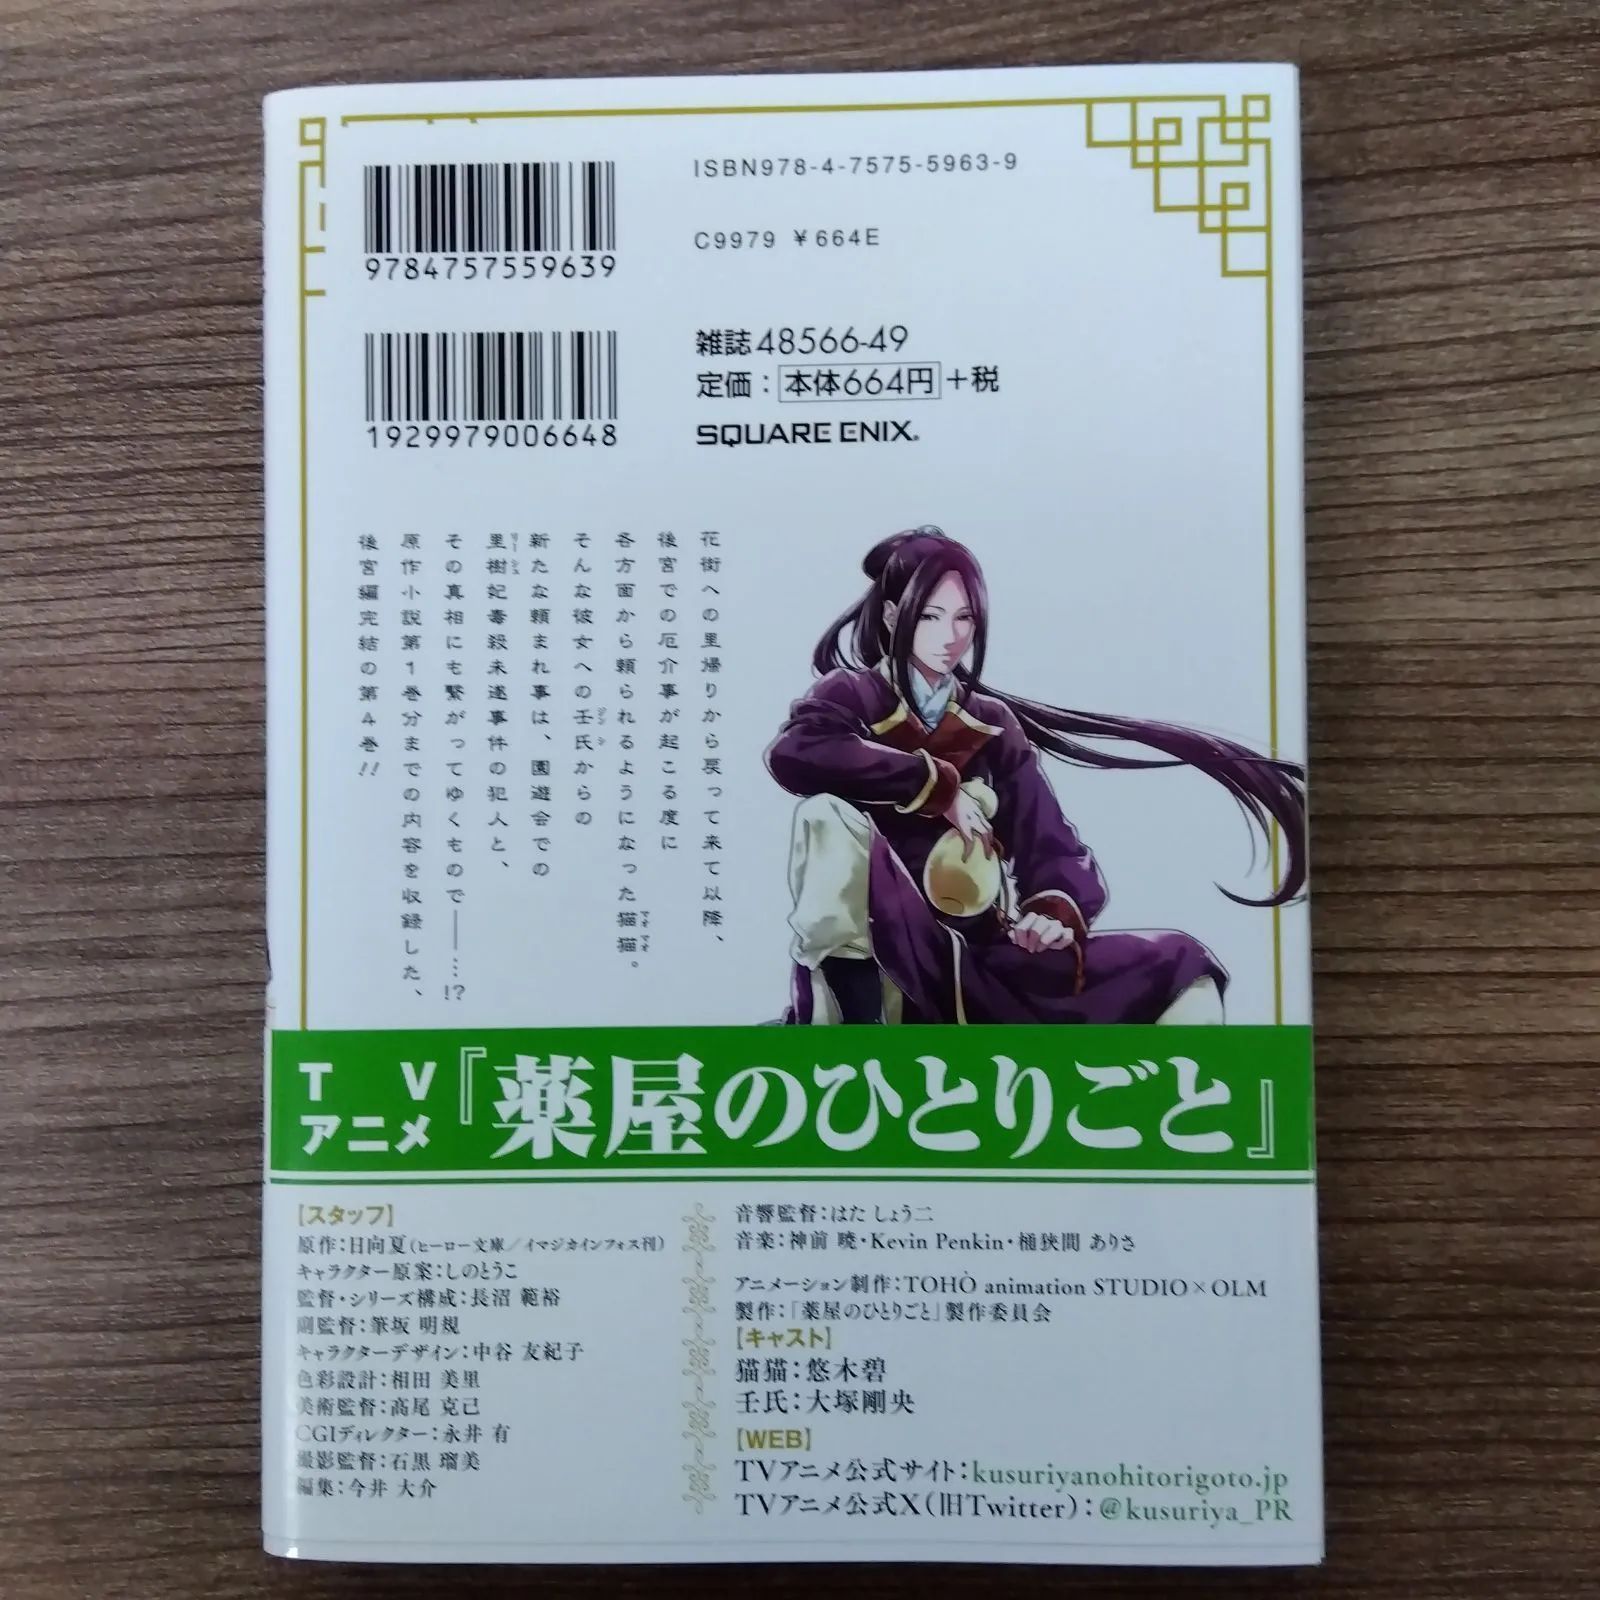 ISBN978-4-7575-5963-9
9784757559639
C9979 ￥664E
雑誌48566-49
定価：本体664円+税
1929979006648
SQUARE ENIX®
花街への里帰りから戻って来て以降、
後宮での厄介事が起こる度に
各方面から頼られるようになった猫猫。
マオマオ
そんな彼女への壬氏からの
ジンシ
新たな頼まれ事は、園遊会での
里樹妃毒殺未遂事件の犯人と、
リーシュ
その真相にも繋がってゆくもので――…!?
原作小説第1巻分までの内容を収録した、
後宮編完結の第4巻!!
TV
アニメ
『薬屋のひとりごと』
【スタッフ】
原作：日向夏（ヒーロー文庫／イマジカインフォス刊）
キャラクター原案：しのとうこ
監督・シリーズ構成：長沼 範裕
副監督：筆坂 明規
キャラクターデザイン：中谷 友紀子
色彩設計：相田 美里
美術監督：髙尾 克己
CGIディレクター：永井 有
撮影監督：石黒 瑠美
編集：今井 大介
音響監督：はた しょう二
音楽：神前 暁・Kevin Penkin・桶狭間 ありさ
アニメーション制作：TOHO animation STUDIO×OLM
製作：「薬屋のひとりごと」製作委員会
【キャスト】
猫猫：悠木碧
壬氏：大塚剛央
【WEB】
TVアニメ公式サイト：kusuriyanohitorigoto.jp
TVアニメ公式X（旧Twitter）：@kusuriya_PR